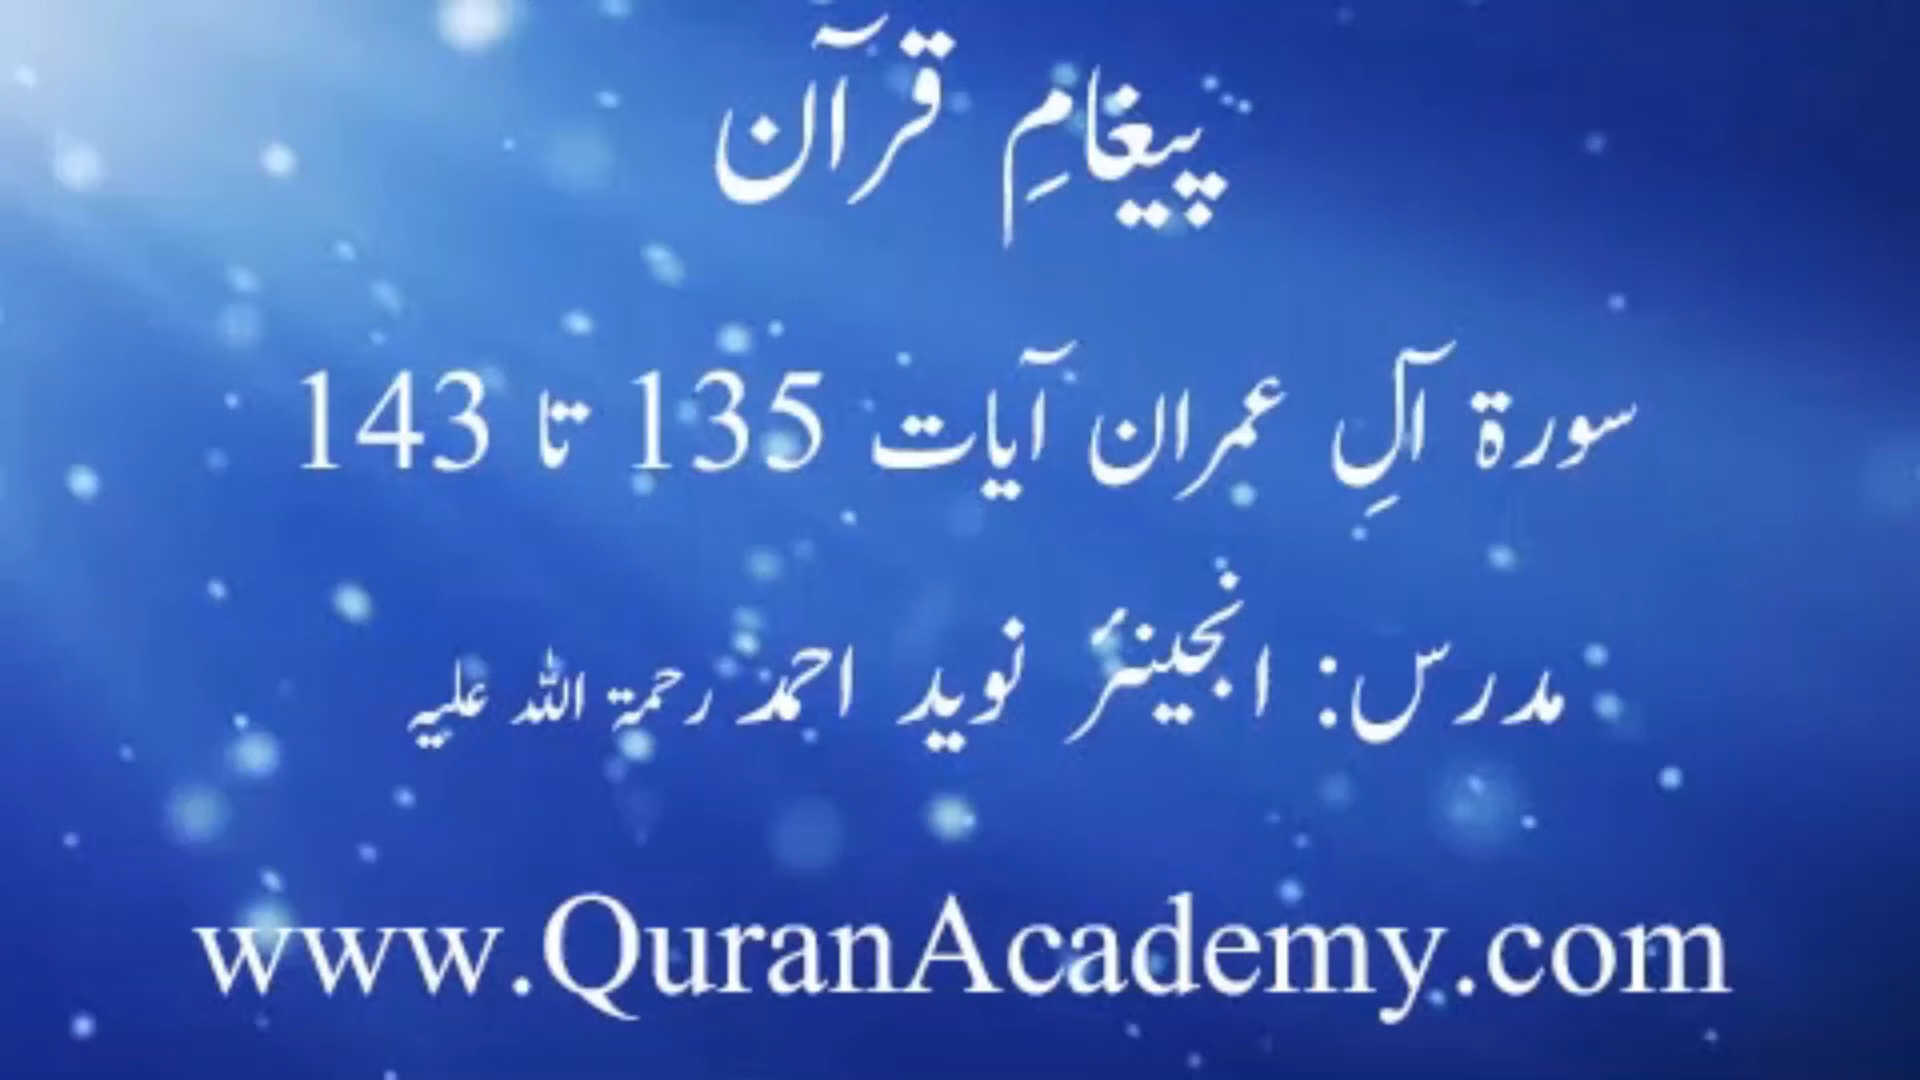 پیغامِ قرآن
سورۃ آلِ عمران آیات 135 تا 143
مدرس: انجینئر نوید احمد رحمۃ اللہ علیہ
www.QuranAcademy.com